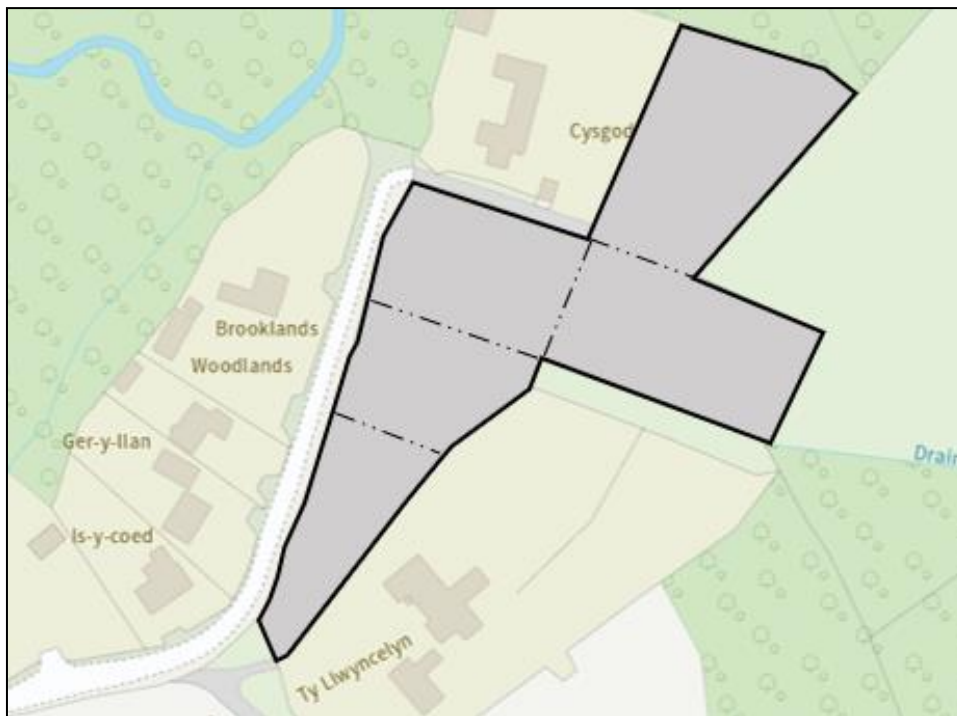 Cysgod
Brooklands
Woodlands
Ger-y-llan
Drain
Is-y-coed
Ty Llwyncelyn